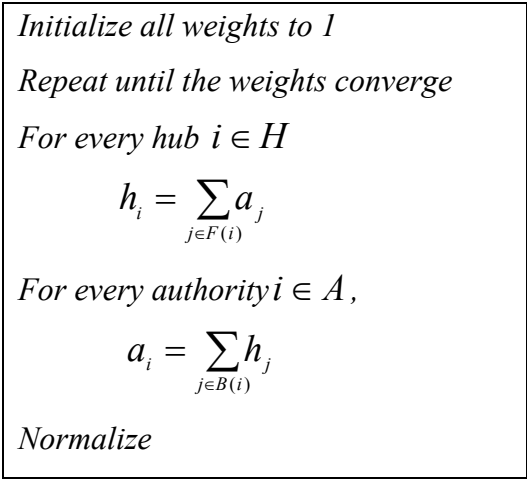 Initialize all weights to 1
Repeat until the weights converge
For every hub i ∈ H
h_i = ∑_{j∈F(i)} a_j
For every authority i ∈ A,
a_i = ∑_{j∈B(i)} h_j
Normalize